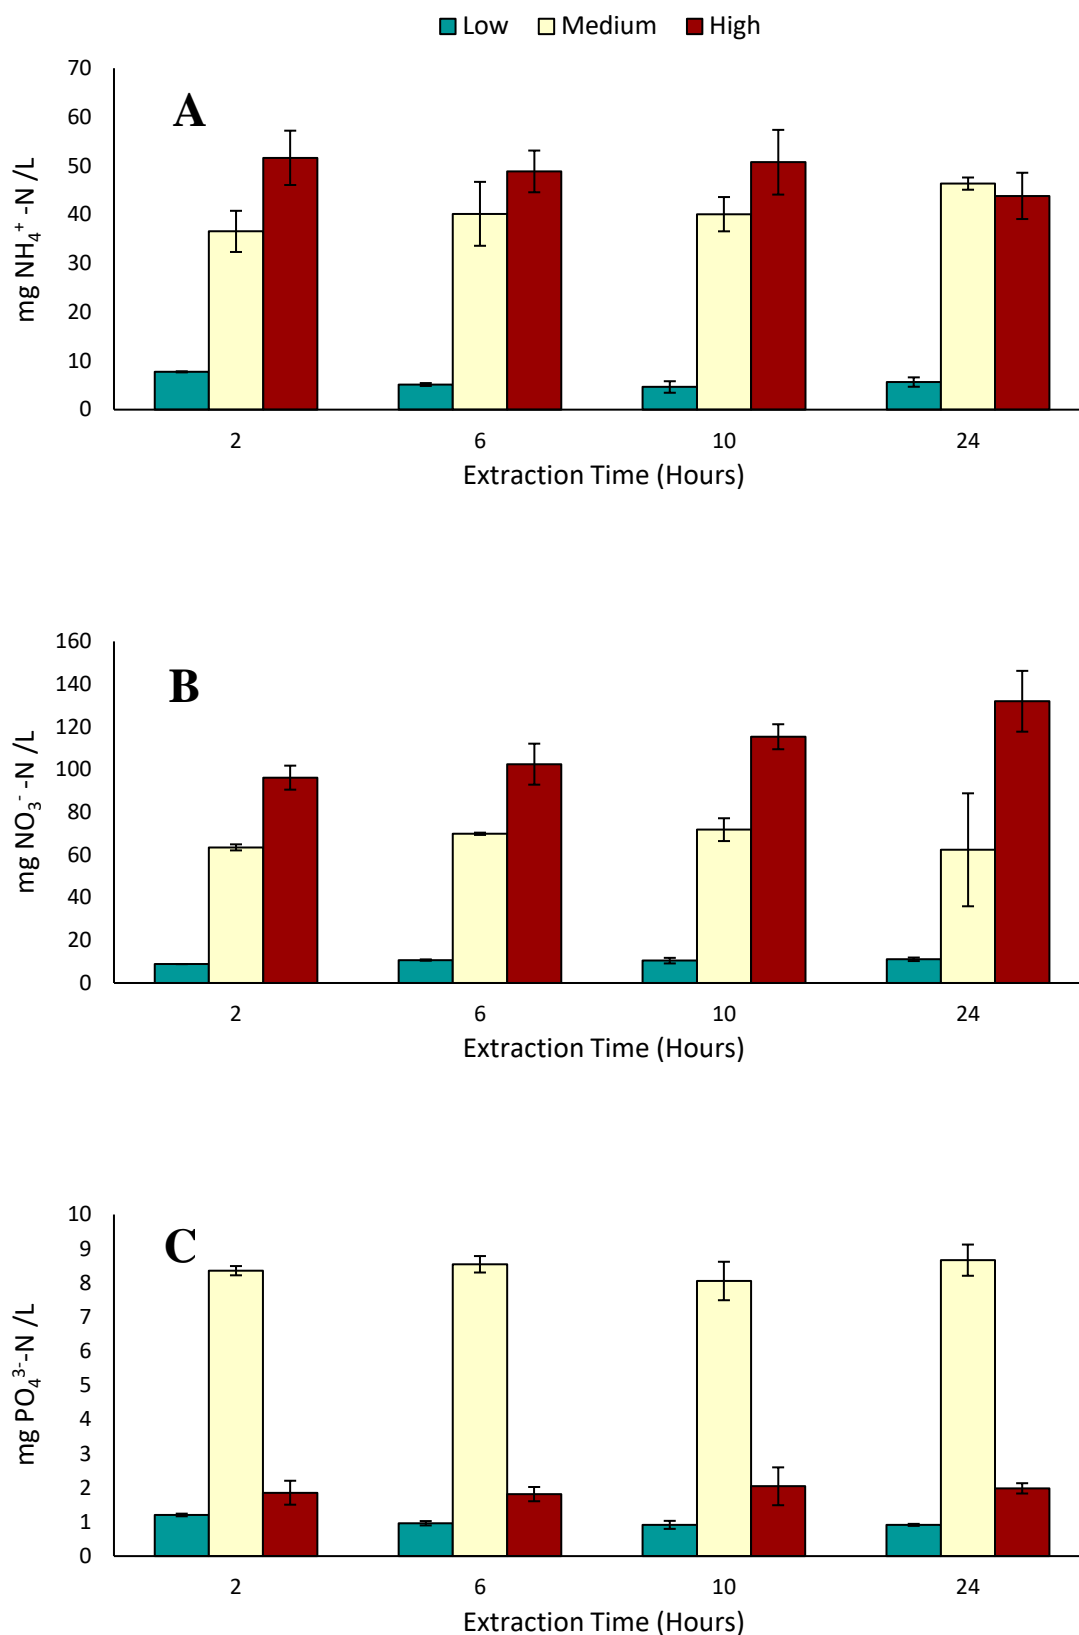 Low Medium High
70
60
50
40
30
20
10
0
A
mg NH₄⁺ -N /L
2 6 10 24
Extraction Time (Hours)
160
140
120
100
80
60
40
20
0
B
mg NO₃⁻ -N /L
2 6 10 24
Extraction Time (Hours)
10
9
8
7
6
5
4
3
2
1
0
C
mg PO₄³⁻-N /L
2 6 10 24
Extraction Time (Hours)